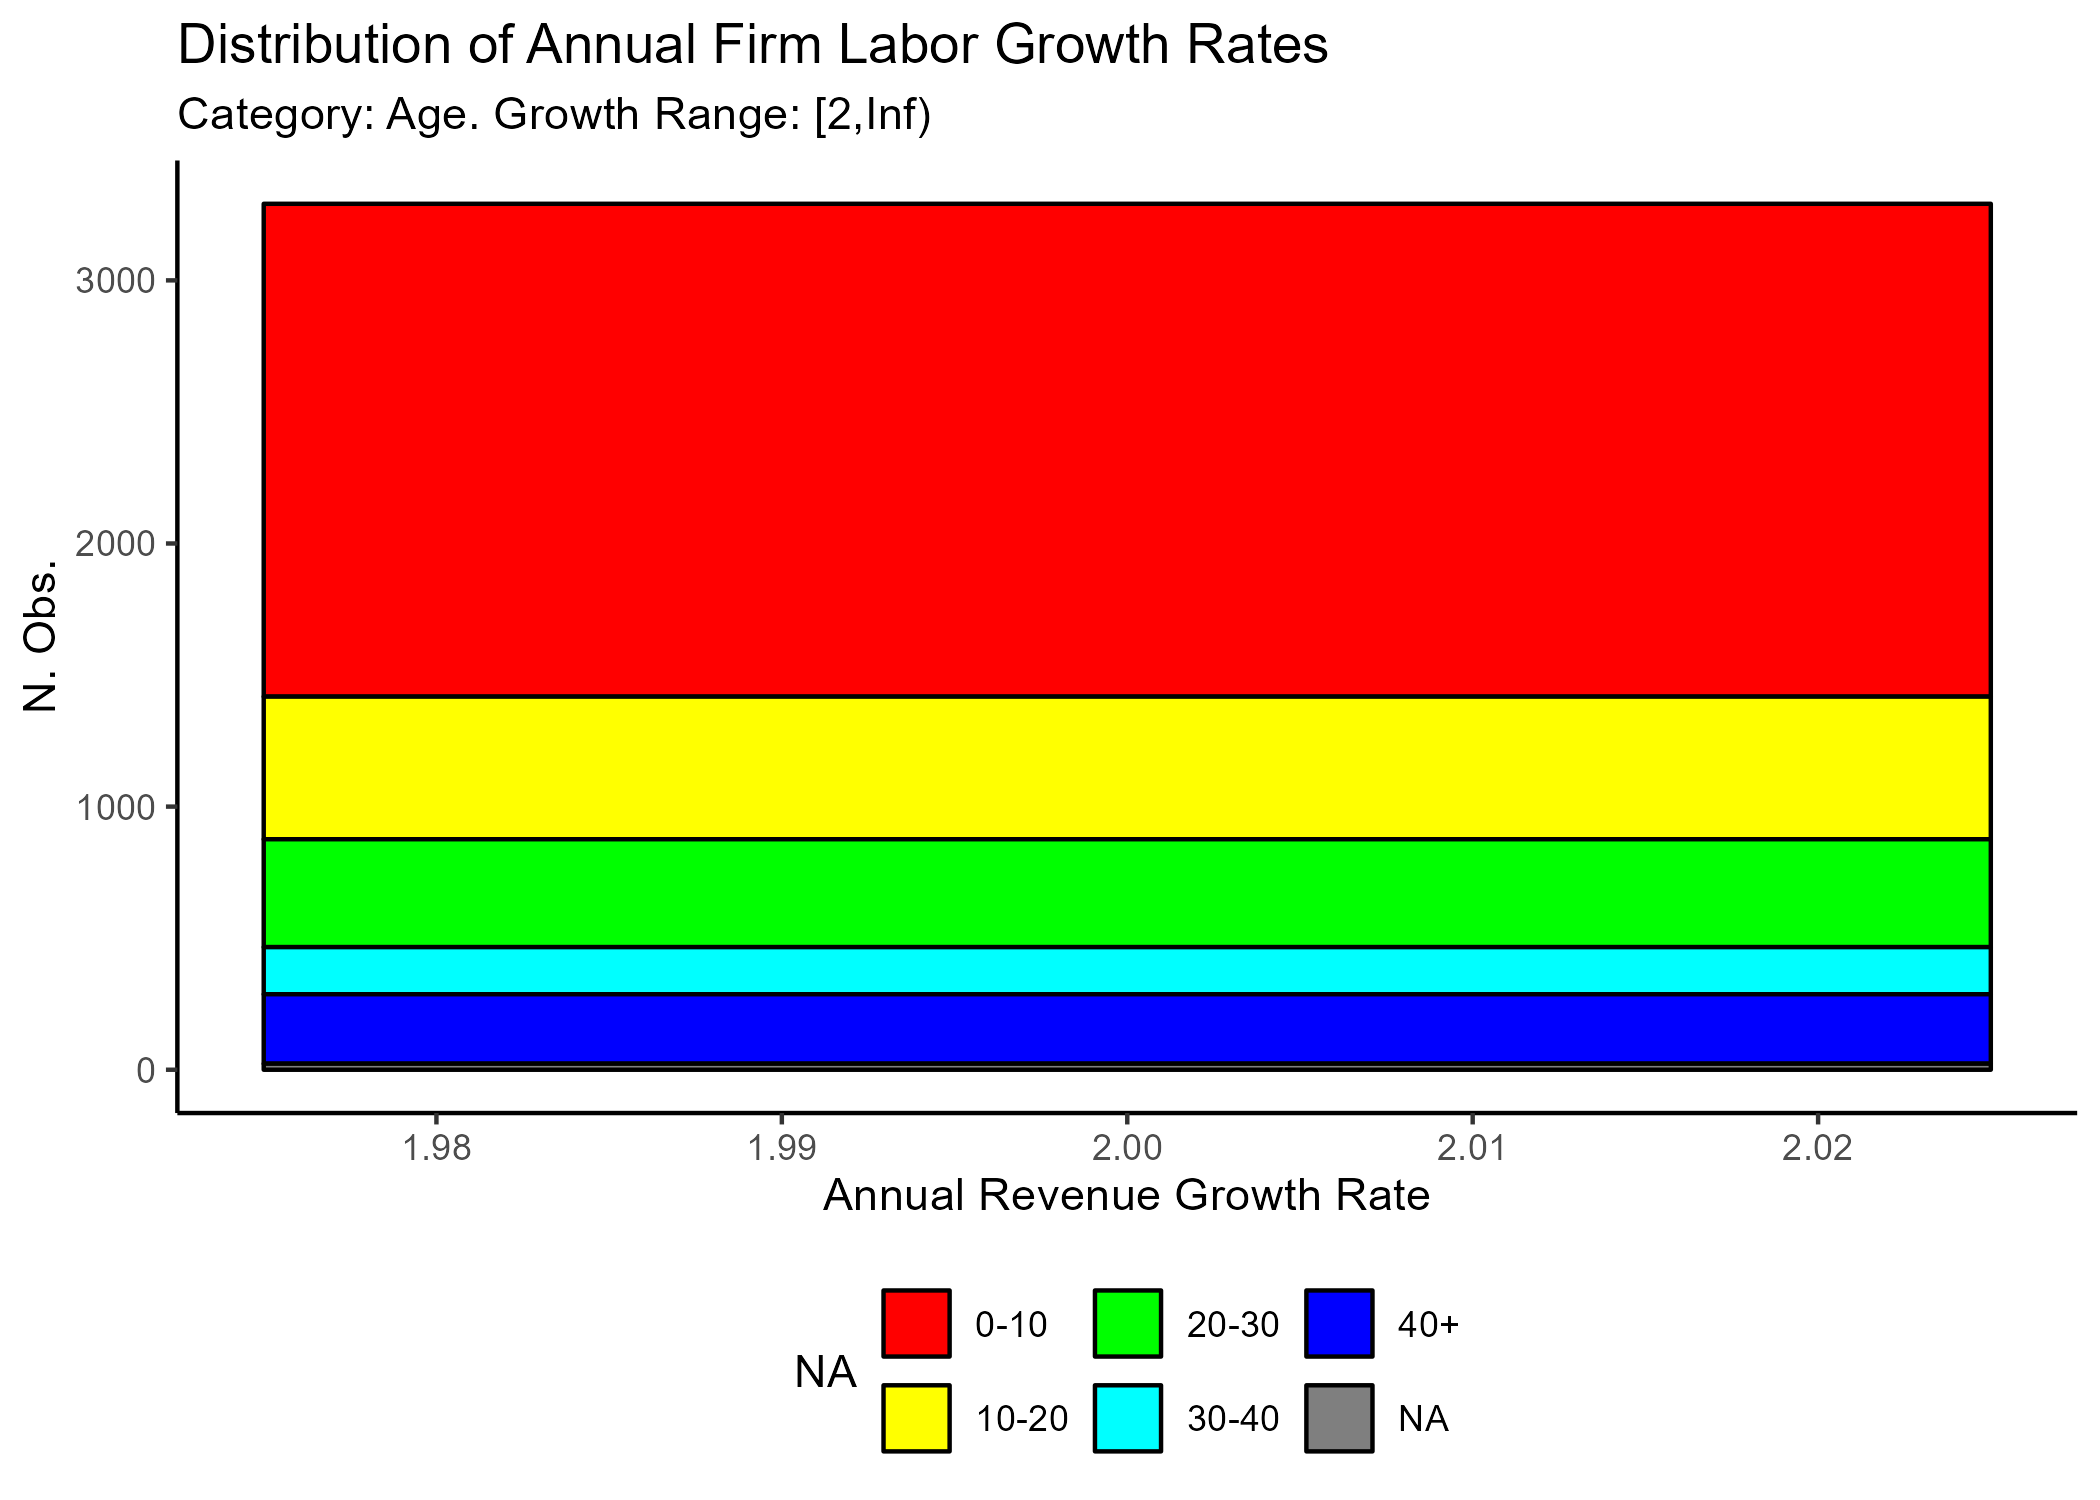 Distribution of Annual Firm Labor Growth Rates
Category: Age. Growth Range: [2,Inf)
N. Obs.
3000
2000
1000
0
1.98 1.99 2.00 2.01 2.02
Annual Revenue Growth Rate
NA
0-10 20-30 40+
10-20 30-40 NA